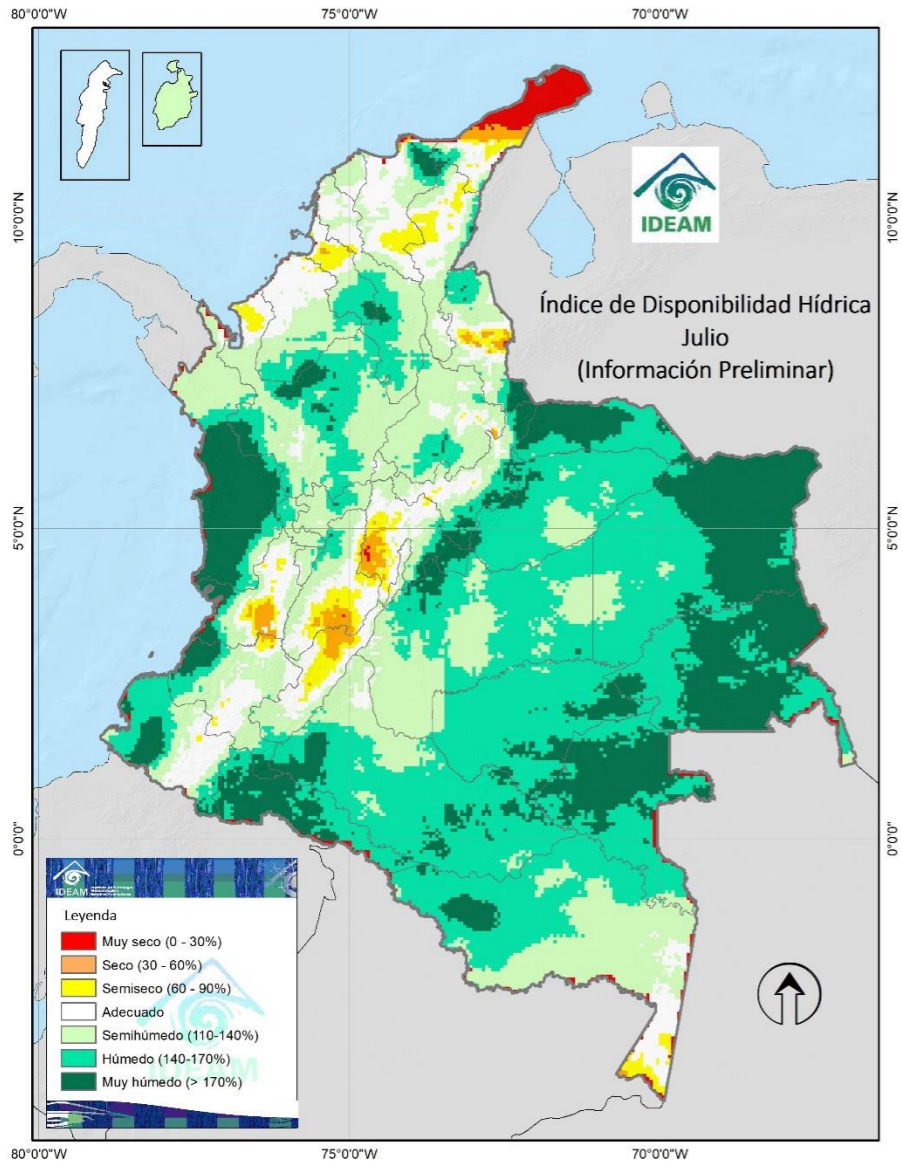 80°0'0"W
75°0'0"W
70°0'0"W
10°0'0"N
10°0'0"N
IDEAM
Índice de Disponibilidad Hídrica
Julio
(Información Preliminar)
5°0'0"N
5°0'0"N
0°0'0"
0°0'0"
IDEAM
Leyenda
Muy seco (0 - 30%)
Seco (30 - 60%)
Semiseco (60 - 90%)
Adecuado
Semihúmedo (110-140%)
Húmedo (140-170%)
Muy húmedo (> 170%)
IDEAM
80°0'0"W
75°0'0"W
70°0'0"W